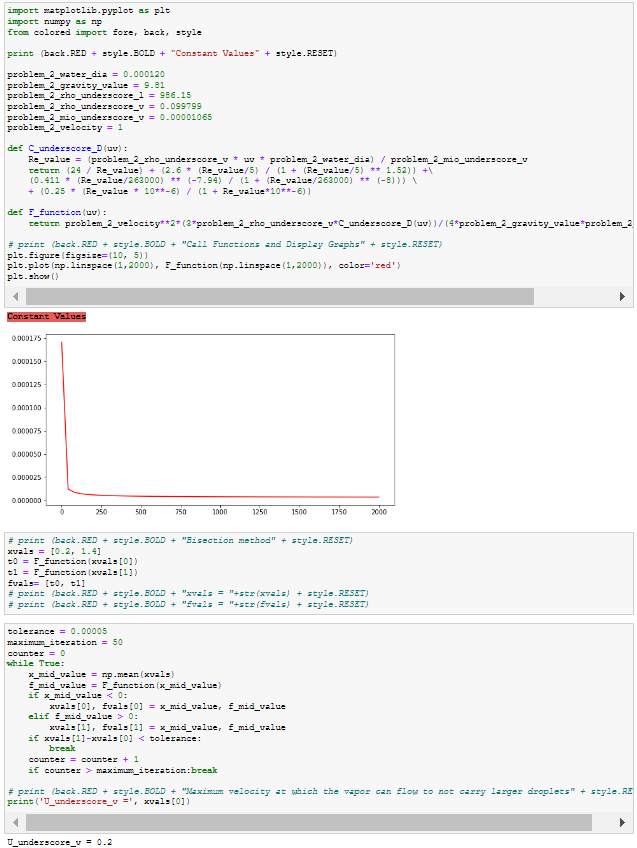 import matplotlib.pyplot as plt
import numpy as np
from colored import fore, back, style
print (back.RED + style.BOLD + "Constant Values" + style.RESET)
problem_2_water_dia = 0.000120
problem_2_gravity_value = 9.81
problem_2_rho_underscore_l = 986.15
problem_2_rho_underscore_v = 0.099799
problem_2_mio_underscore_v = 0.00001065
problem_2_velocity = 1
def C_underscore_D(uv):
Re_value = (problem_2_rho_underscore_v * uv * problem_2_water_dia) / problem_2_mio_underscore_v
return (24 / Re_value) + (2.6 * (Re_value/5) / (1 + (Re_value/5) ** 1.52)) +\
(0.411 * (Re_value/263000) ** (-7.94) / (1 + (Re_value/263000) ** (-8))) \
+ (0.25 * (Re_value * 10**-6) / (1 + Re_value*10**-6))
def F_function(uv):
return problem_2_velocity**2*(3*problem_2_rho_underscore_v*C_underscore_D(uv))/(4*problem_2_gravity_value*problem_2
# print (back.RED + style.BOLD + "Call Functions and Display Graphs" + style.RESET)
plt.figure(figsize=(10, 5))
plt.plot(np.linspace(1,2000), F_function(np.linspace(1,2000)), color='red')
plt.show()
Constant Values
0.000175
0.000150
0.000125
0.000100
0.000075
0.000050
0.000025
0.000000
0 250 500 750 1000 1250 1500 1750 2000
# print (back.RED + style.BOLD + "Bisection method" + style.RESET)
xvals = [0.2, 1.4]
t0 = F_function(xvals[0])
t1 = F_function(xvals[1])
fvals= [t0, t1]
# print (back.RED + style.BOLD + "xvals = "+str(xvals) + style.RESET)
# print (back.RED + style.BOLD + "fvals = "+str(fvals) + style.RESET)
tolerance = 0.00005
maximum_iteration = 50
counter = 0
while True:
x_mid_value = np.mean(xvals)
f_mid_value = F_function(x_mid_value)
if x_mid_value < 0:
xvals[0], fvals[0] = x_mid_value, f_mid_value
elif f_mid_value > 0:
xvals[1], fvals[1] = x_mid_value, f_mid_value
if xvals[1]-xvals[0] < tolerance:
break
counter = counter + 1
if counter > maximum_iteration:break
# print (back.RED + style.BOLD + "Maximum velocity at which the vapor can flow to not carry larger droplets" + style.RE
print('U_underscore_v =', xvals[0])
U_underscore_v = 0.2